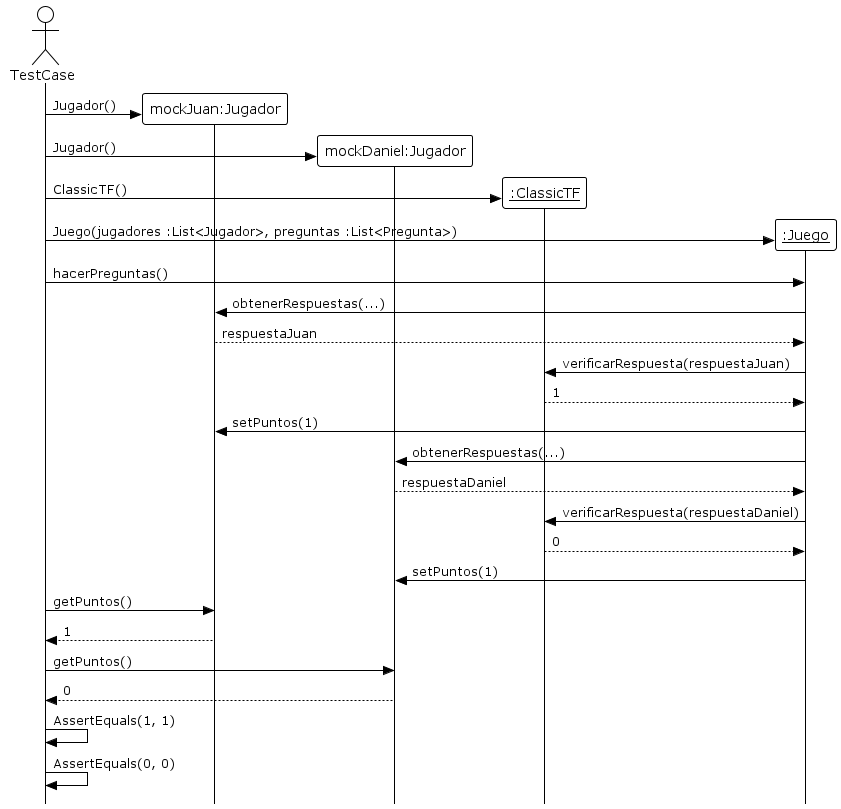 TestCase
Jugador()
mockJuan:Jugador
Jugador()
mockDaniel:Jugador
ClassicTF()
:ClassicTF
Juego(jugadores :List<Jugador>, preguntas :List<Pregunta>)
:Juego
hacerPreguntas()
obtenerRespuestas(...)
respuestaJuan
verificarRespuesta(respuestaJuan)
1
setPuntos(1)
obtenerRespuestas(...)
respuestaDaniel
verificarRespuesta(respuestaDaniel)
0
setPuntos(1)
getPuntos()
1
getPuntos()
0
AssertEquals(1, 1)
AssertEquals(0, 0)